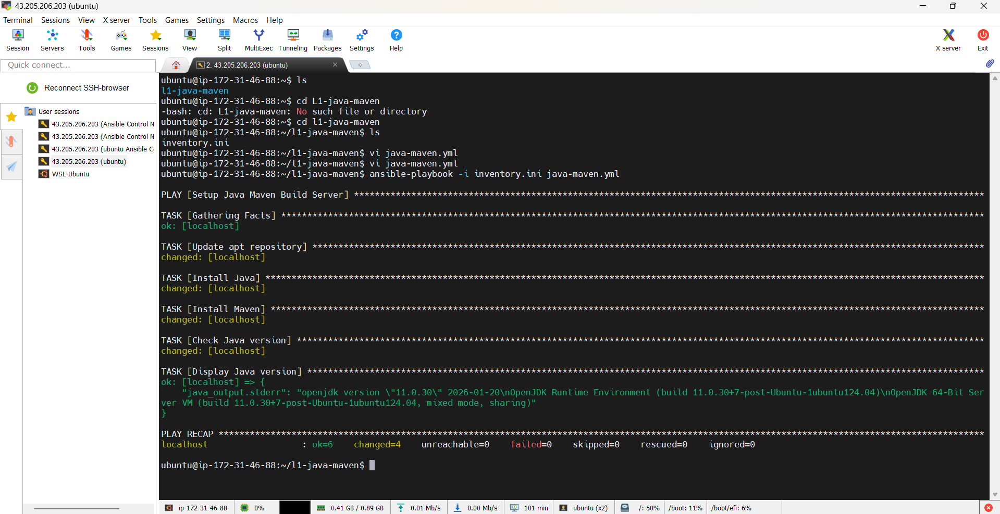 43.205.206.203 (ubuntu)
Terminal Sessions View X server Tools Games Settings Macros Help
Session Servers Tools Games Sessions View Split MultiExec Tunneling Packages Settings Help X server Exit
Quick connect...
2. 43.205.206.203 (ubuntu)
Reconnect SSH-browser
User sessions
43.205.206.203 (Ansible Control N
43.205.206.203 (Ansible Control N
43.205.206.203 (ubuntu Ansible Co
43.205.206.203 (ubuntu)
WSL-Ubuntu
ubuntu@ip-172-31-46-88:~$ ls
l1-java-maven
ubuntu@ip-172-31-46-88:~$ cd L1-java-maven
-bash: cd: L1-java-maven: No such file or directory
ubuntu@ip-172-31-46-88:~$ cd l1-java-maven
ubuntu@ip-172-31-46-88:~/l1-java-maven$ ls
inventory.ini
ubuntu@ip-172-31-46-88:~/l1-java-maven$ vi java-maven.yml
ubuntu@ip-172-31-46-88:~/l1-java-maven$ vi java-maven.yml
ubuntu@ip-172-31-46-88:~/l1-java-maven$ ansible-playbook -i inventory.ini java-maven.yml
PLAY [Setup Java Maven Build Server] *************************************************************************************************************************
TASK [Gathering Facts] ***************************************************************************************************************************************
ok: [localhost]
TASK [Update apt repository] *********************************************************************************************************************************
changed: [localhost]
TASK [Install Java] ******************************************************************************************************************************************
changed: [localhost]
TASK [Install Maven] *****************************************************************************************************************************************
changed: [localhost]
TASK [Check Java version] ************************************************************************************************************************************
changed: [localhost]
TASK [Display Java version] **********************************************************************************************************************************
ok: [localhost] => {
"java_output.stderr": "openjdk version \"11.0.30\" 2026-01-20\nOpenJDK Runtime Environment (build 11.0.30+7-post-Ubuntu-1ubuntu124.04)\nOpenJDK 64-Bit Ser
ver VM (build 11.0.30+7-post-Ubuntu-1ubuntu124.04, mixed mode, sharing)"
}
PLAY RECAP ***************************************************************************************************************************************************
localhost : ok=6 changed=4 unreachable=0 failed=0 skipped=0 rescued=0 ignored=0
ubuntu@ip-172-31-46-88:~/l1-java-maven$
ip-172-31-46-88 0% 0.41 GB / 0.89 GB 0.01 Mb/s 0.00 Mb/s 101 min ubuntu (x2) /: 50% /boot: 11% /boot/efi: 6%